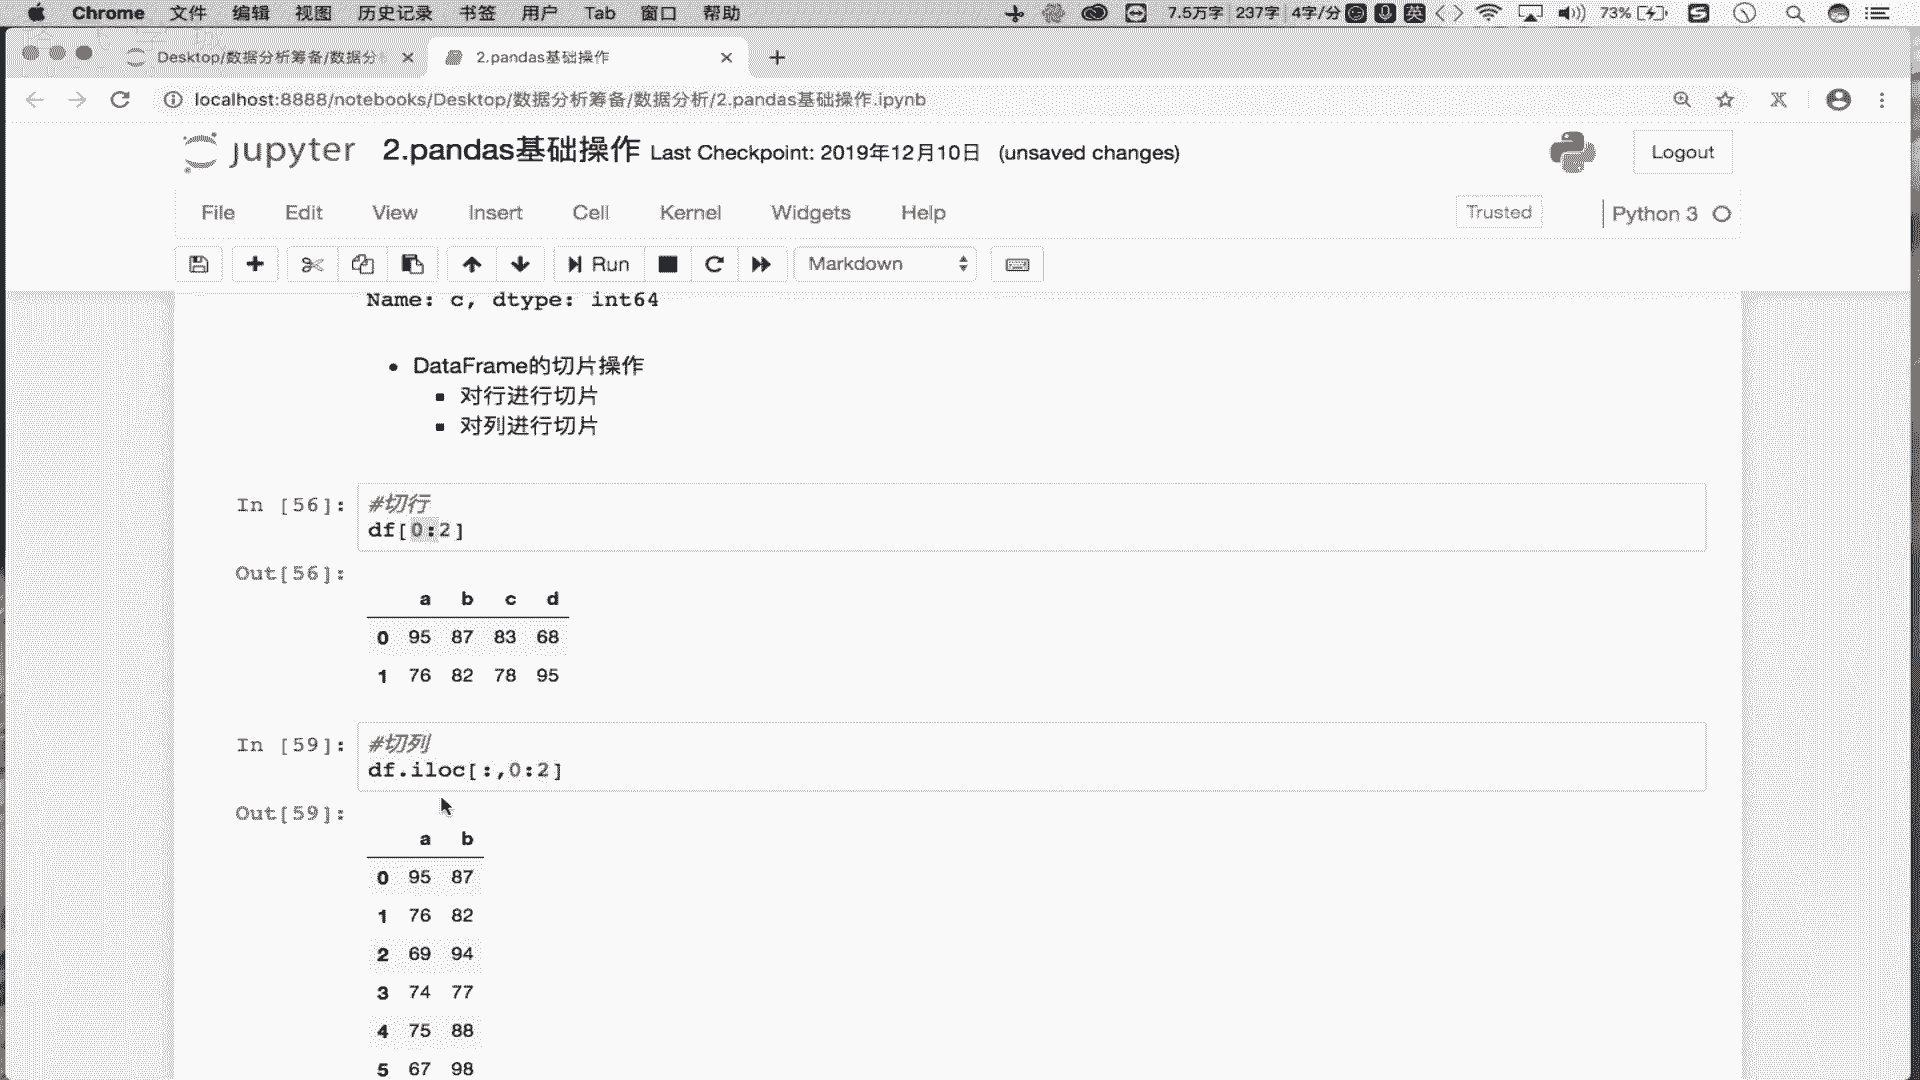 Chrome 文件 编辑 视图 历史记录 书签 用户 Tab 窗口 帮助 7.5万字 237字 4字/分 英 73%
Desktop/数据分析筹备/数据分 2.pandas基础操作
localhost:8888/notebooks/Desktop/数据分析筹备/数据分析/2.pandas基础操作.ipynb
jupyter 2.pandas基础操作 Last Checkpoint: 2019年12月10日 (unsaved changes) Logout
File Edit View Insert Cell Kernel Widgets Help Trusted Python 3
Run Markdown
Name: c, dtype: int64
DataFrame的切片操作
对行进行切片
对列进行切片
In [56]: #切行
df[0:2]
Out[56]:
a b c d
0 95 87 83 68
1 76 82 78 95
In [59]: #切列
df.iloc[:,0:2]
Out[59]:
a b
0 95 87
1 76 82
2 69 94
3 74 77
4 75 88
5 67 98